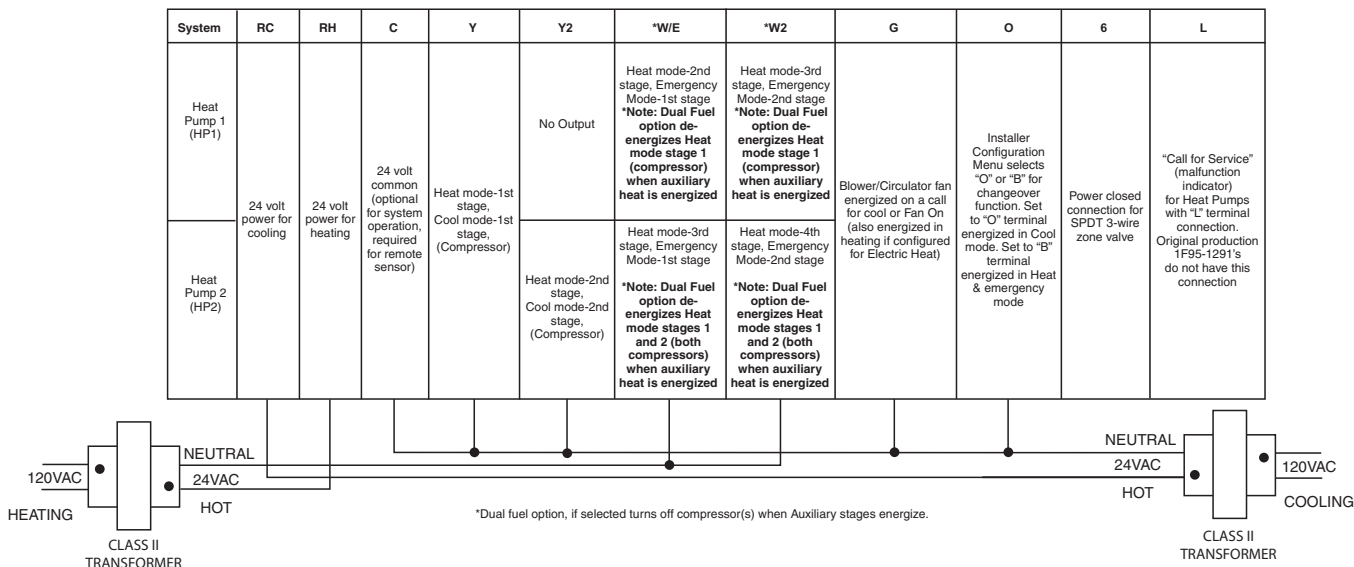 System RC RH C Y Y2 *W/E *W2 G O 6 L
Heat
Pump 1
(HP1)
24 volt
power for
cooling
24 volt
power for
heating
24 volt
common
(optional
for system
operation,
required
for remote
sensor)
Heat mode-1st
stage,
Cool mode-1st
stage,
(Compressor)
No Output
Heat mode-2nd
stage, Emergency
Mode-1st stage
*Note: Dual Fuel
option de-
energizes Heat
mode stage 1
(compressor)
when auxiliary
heat is energized
Heat mode-3rd
stage, Emergency
Mode-2nd stage
*Note: Dual Fuel
option de-
energizes Heat
mode stage 1
(compressor)
when auxiliary
heat is energized
Blower/Circulator fan
energized on a call
for cool or Fan On
(also energized in
heating if configured
for Electric Heat)
Installer
Configuration
Menu selects
“O” or “B” for
changeover
function. Set
to “O” terminal
energized in Cool
mode. Set to “B”
terminal
energized in Heat
& emergency
mode
Power closed
connection for
SPDT 3-wire
zone valve
“Call for Service”
(malfunction
indicator)
for Heat Pumps
with “L” terminal
connection.
Original production
1F95-1291’s
do not have this
connection
Heat
Pump 2
(HP2)
Heat mode-2nd
stage,
Cool mode-2nd
stage,
(Compressor)
Heat mode-3rd
stage, Emergency
Mode-1st stage
*Note: Dual Fuel
option de-
energizes Heat
mode stages 1
and 2 (both
compressors)
when auxiliary
heat is energized
Heat mode-4th
stage, Emergency
Mode-2nd stage
*Note: Dual Fuel
option de-
energizes Heat
mode stages 1
and 2 (both
compressors)
when auxiliary
heat is energized
120VAC
HEATING
NEUTRAL
24VAC
HOT
CLASS II
TRANSFORMER
*Dual fuel option, if selected turns off compressor(s) when Auxiliary stages energize.
NEUTRAL
24VAC
HOT
120VAC
COOLING
CLASS II
TRANSFORMER